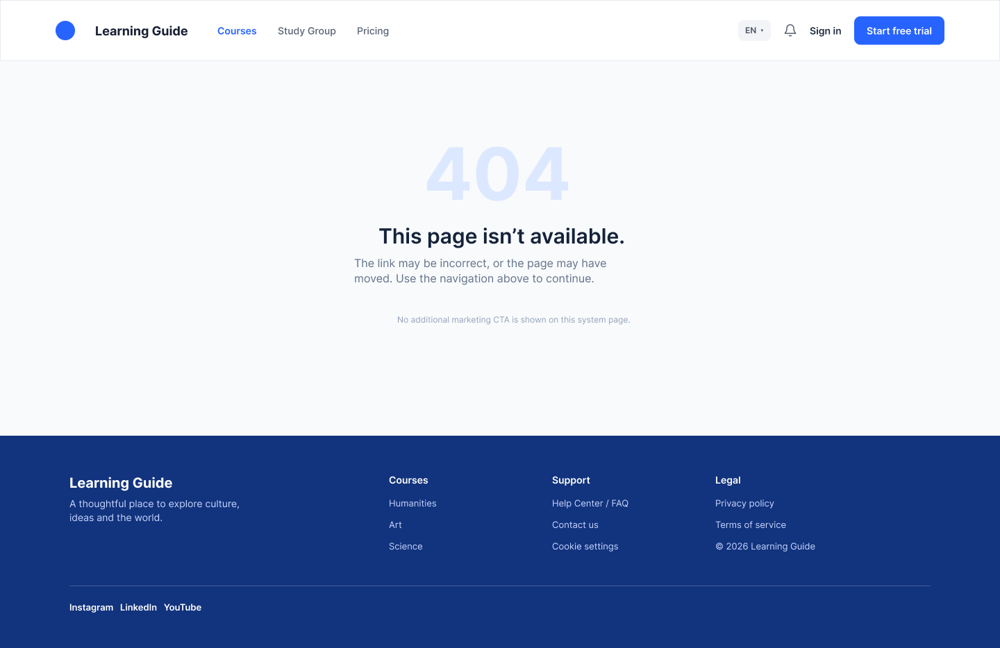 Learning Guide
Courses
Study Group
Pricing
EN
Sign in
Start free trial
404
This page isn’t available.
The link may be incorrect, or the page may have
moved. Use the navigation above to continue.
No additional marketing CTA is shown on this system page.
Learning Guide
A thoughtful place to explore culture,
ideas and the world.
Courses
Humanities
Art
Science
Support
Help Center / FAQ
Contact us
Cookie settings
Legal
Privacy policy
Terms of service
© 2026 Learning Guide
Instagram
LinkedIn
YouTube